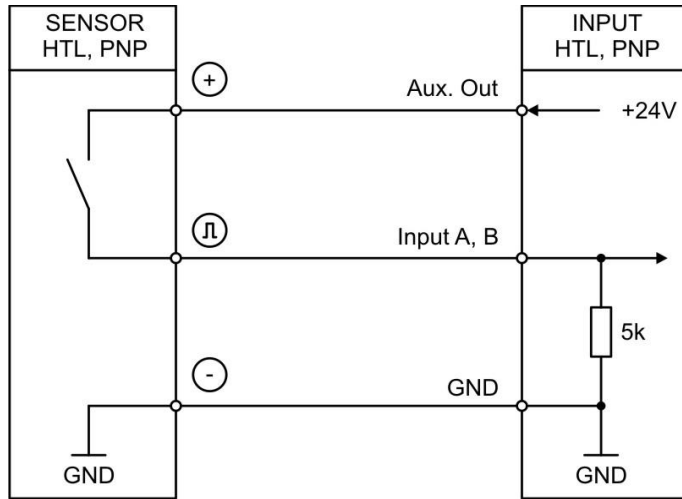 SENSOR
HTL, PNP
INPUT
HTL, PNP
+
Aux. Out
+24V
Input A, B
5k
-
GND
GND
GND